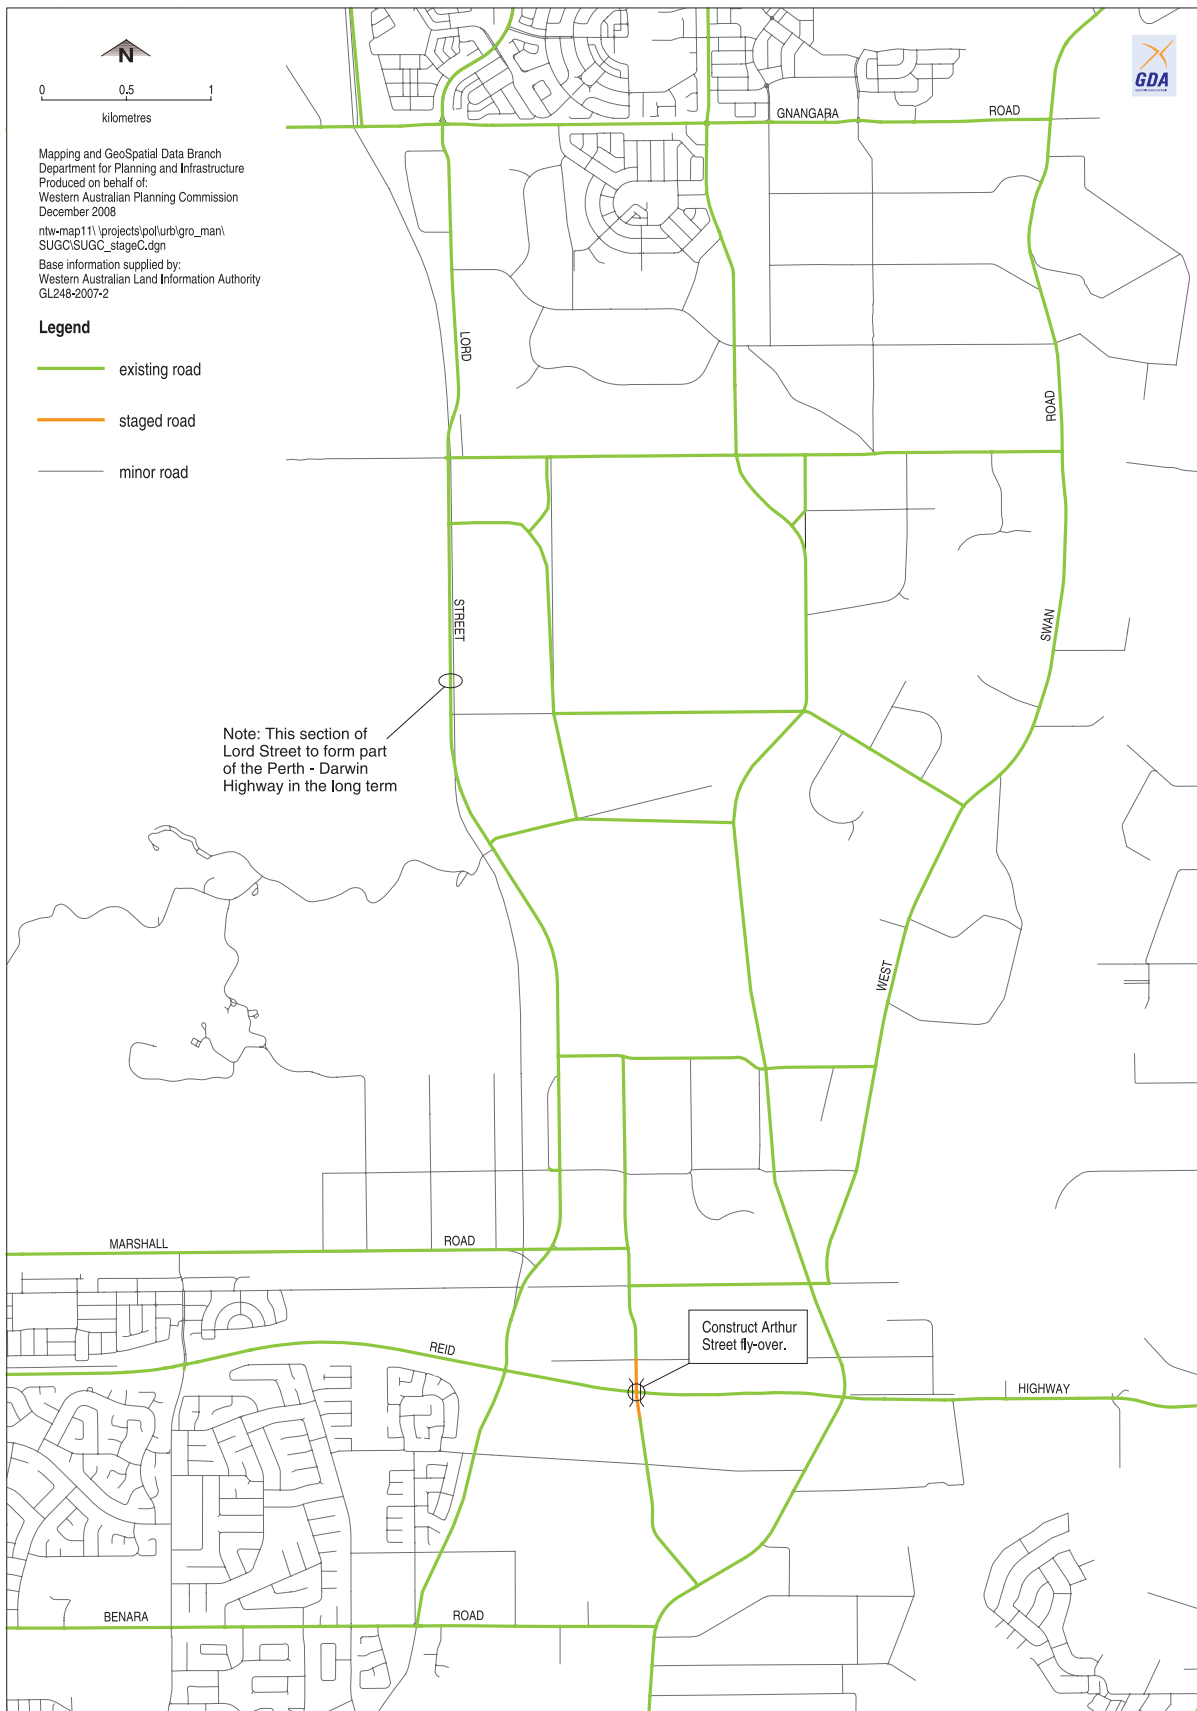 N
0 0.5 1
kilometres
Mapping and GeoSpatial Data Branch
Department for Planning and Infrastructure
Produced on behalf of:
Western Australian Planning Commission
December 2008
ntw-map11\ \projects\pol\urb\gro_man\
SUGC\SUGC_stageC.dgn
Base information supplied by:
Western Australian Land Information Authority
GL248-2007-2
Legend
existing road
staged road
minor road
GDA
GNANGARA ROAD
LORD
ROAD
STREET
SWAN
Note: This section of
Lord Street to form part
of the Perth - Darwin
Highway in the long term
WEST
MARSHALL ROAD
Construct Arthur
Street fly-over.
REID
HIGHWAY
BENARA ROAD